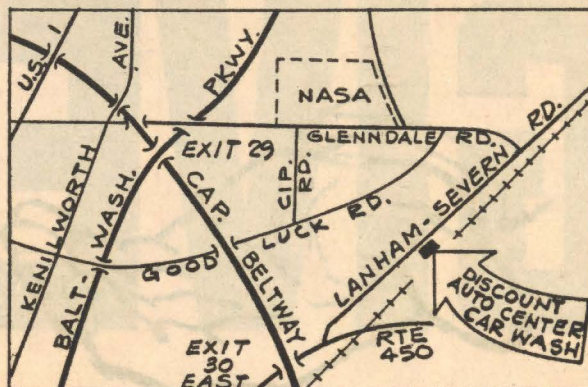 U.S. 1
AVE.
KENILWORTH
BALT.- WASH.
PKWY.
NASA
GLENNDALE RD.
EXIT 29
CIP.
RD.
CAP.
BELTWAY
GOOD
LUCK RD.
LANHAM - SEVERN RD.
EXIT
30
EAST
RTE
450
DISCOUNT
AUTO CENTER
CAR WASH